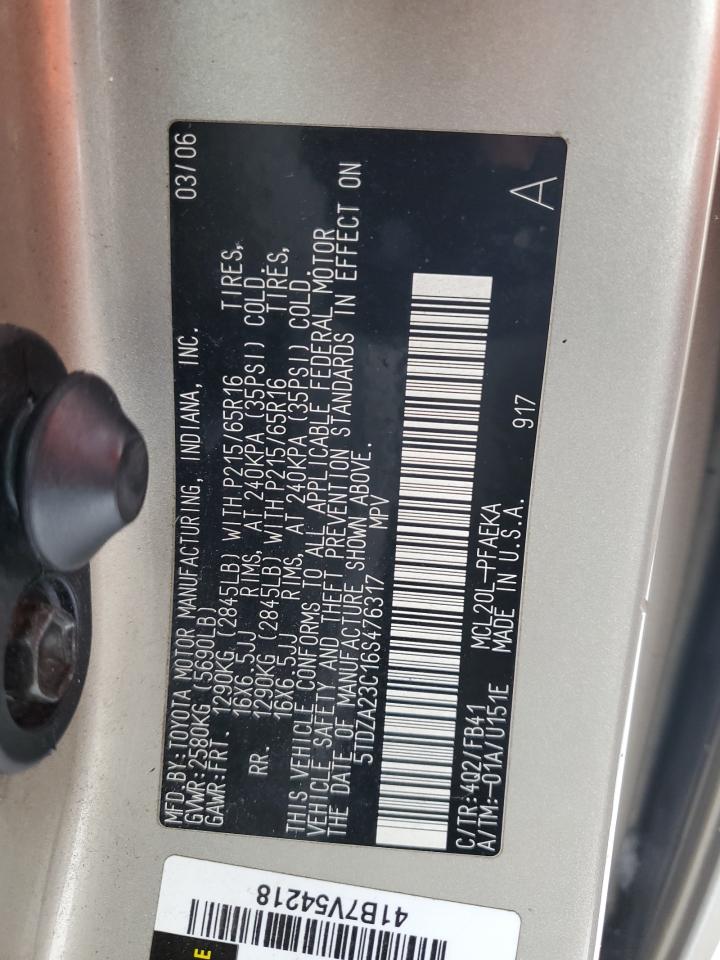 MFD.BY:TOYOTA MOTOR MANUFACTURING, INDIANA, INC. 03/06
GVWR:2580KG (5690LB)
GAWR:FRT. 1290KG (2845LB) WITH P215/65R16 TIRES,
16X6.5JJ RIMS, AT 240KPA (35PSI) COLD.
RR. 1290KG (2845LB) WITH P215/65R16 TIRES,
16X6.5JJ RIMS, AT 240KPA (35PSI) COLD.
THIS VEHICLE CONFORMS TO ALL APPLICABLE FEDERAL MOTOR
VEHICLE SAFETY AND THEFT PREVENTION STANDARDS IN EFFECT ON
THE DATE OF MANUFACTURE SHOWN ABOVE.
5TDZA23C16S476317 MPV
C/TR:4Q2/FB41 MCL20L-PFAEKA
A/TM:-01A/U151E MADE IN U.S.A. 917
A
41B7V54218
E